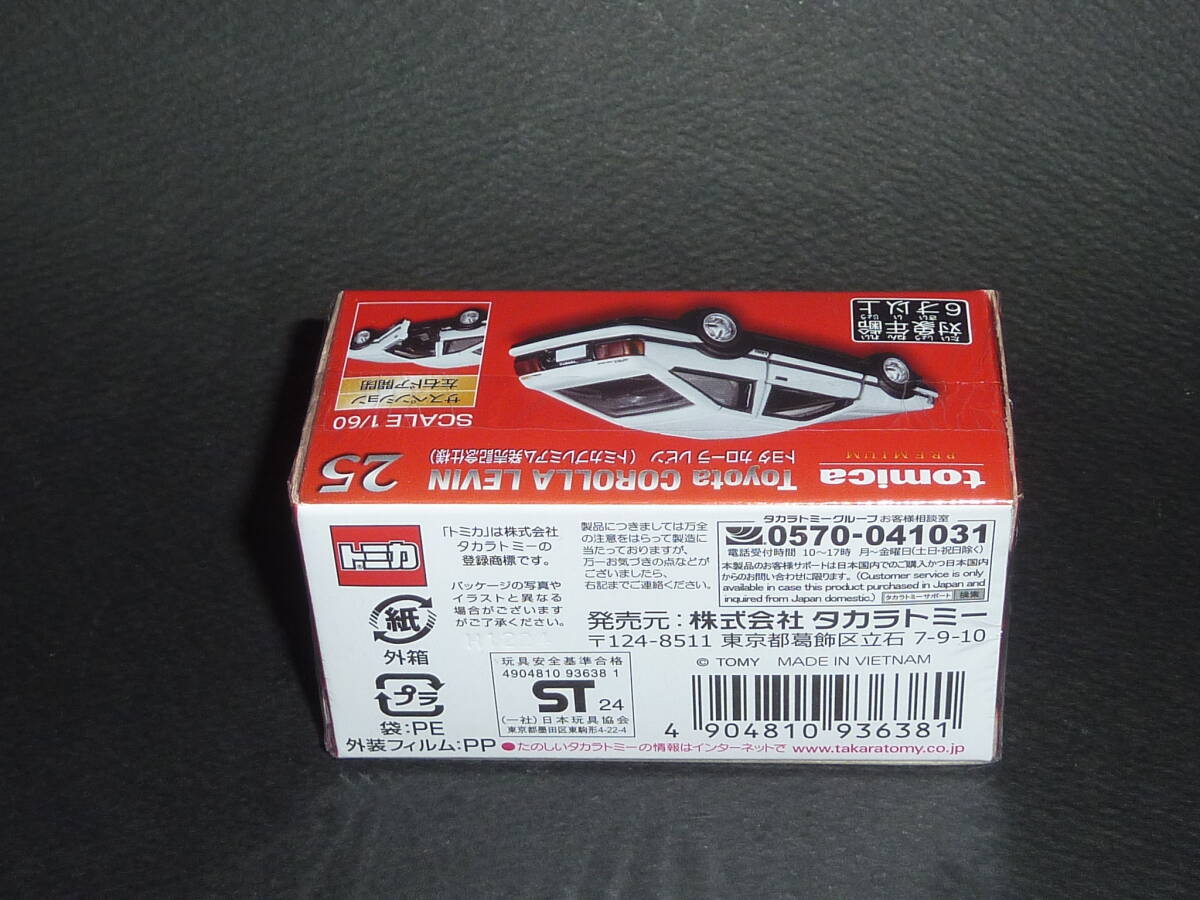 tomica
PREMIUM
25
Toyota COROLLA LEVIN
トヨタ カローラ レビン (トミカプレミアム発売記念仕様)
SCALE 1/60
サスペンション
左右ドア開閉
対象年齢
たいしょうねんれい
6才以上
さいいじょう
トミカ
「トミカ」は株式会社
タカラトミーの
登録商標です。
パッケージの写真や
イラストと異なる
場合がございます
がご了承ください。
製品につきましては万全
の注意をはらって製造に
当たっておりますが、
万一お気づきの点などが
ございましたら、
右記までご連絡ください。
タカラトミーグループお客様相談室
0570-041031
電話受付時間 10〜17時 月〜金曜日(土日・祝日除く)
本製品のお客様サポートは日本国内でのご購入かつ日本国内
からのお問い合わせに限ります。(Customer service is only
available in case this product purchased in Japan and
inquired from Japan domestic.)
タカラトミーサポート 検索
発売元:株式会社 タカラトミー
〒124-8511 東京都葛飾区立石 7-9-10
© TOMY MADE IN VIETNAM
紙
外箱
プラ
袋:PE
外装フィルム:PP
玩具安全基準合格
4904810 93638 1
ST 24
(一社)日本玩具協会
東京都墨田区東駒形4-22-4
4 904810 936381
●たのしいタカラトミーの情報はインターネットで www.takaratomy.co.jp